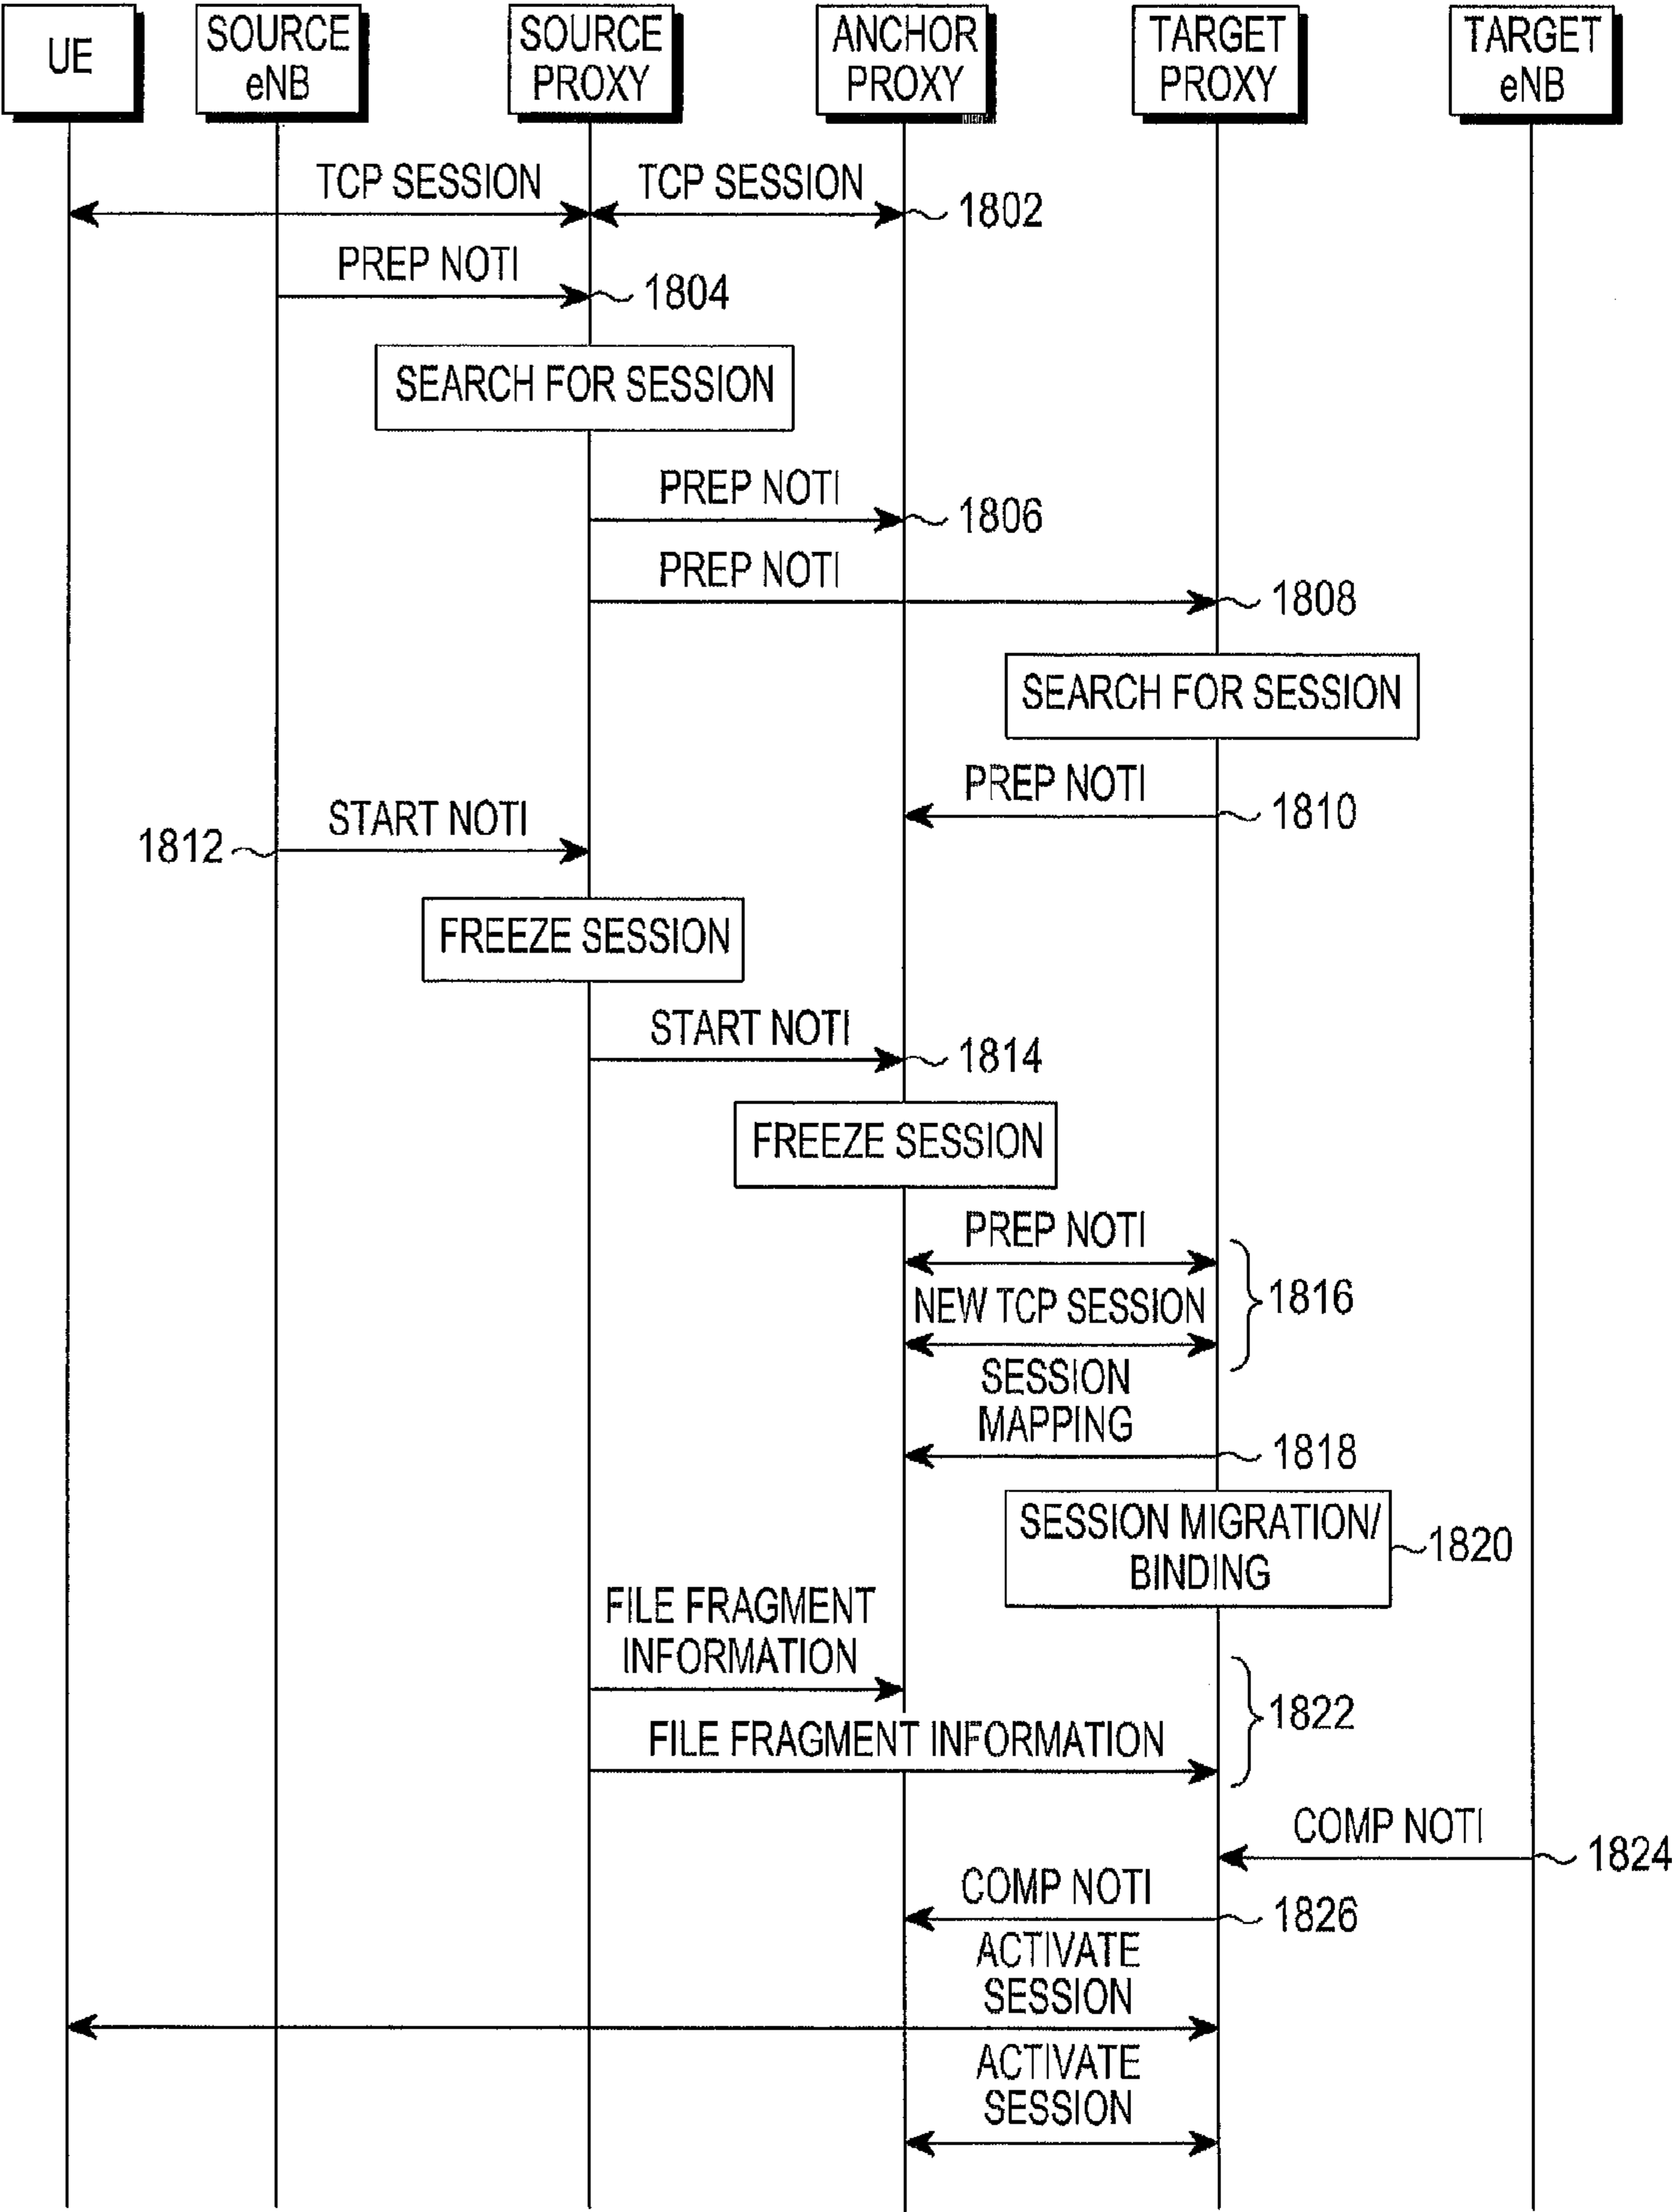 UE
SOURCE
eNB
SOURCE
PROXY
ANCHOR
PROXY
TARGET
PROXY
TARGET
eNB
TCP SESSION
TCP SESSION
1802
PREP NOTI
1804
SEARCH FOR SESSION
PREP NOTI
1806
PREP NOTI
1808
SEARCH FOR SESSION
PREP NOTI
1810
START NOTI
1812
FREEZE SESSION
START NOTI
1814
FREEZE SESSION
PREP NOTI
NEW TCP SESSION
1816
SESSION
MAPPING
1818
SESSION MIGRATION/
BINDING
1820
FILE FRAGMENT
INFORMATION
FILE FRAGMENT INFORMATION
1822
COMP NOTI
1824
COMP NOTI
1826
ACTIVATE
SESSION
ACTIVATE
SESSION